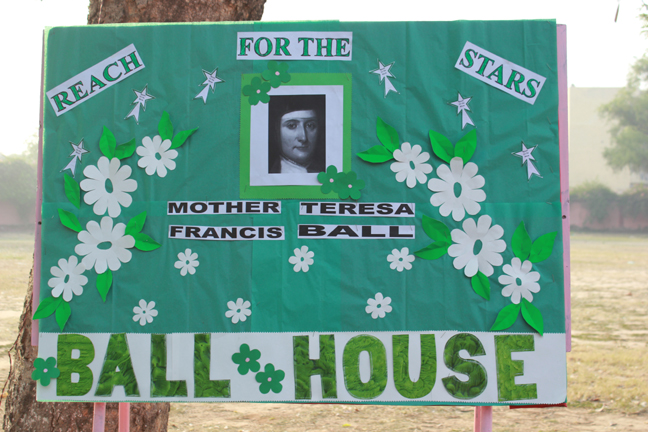 REACH FOR THE STARS
MOTHER TERESA
FRANCIS BALL
BALL HOUSE